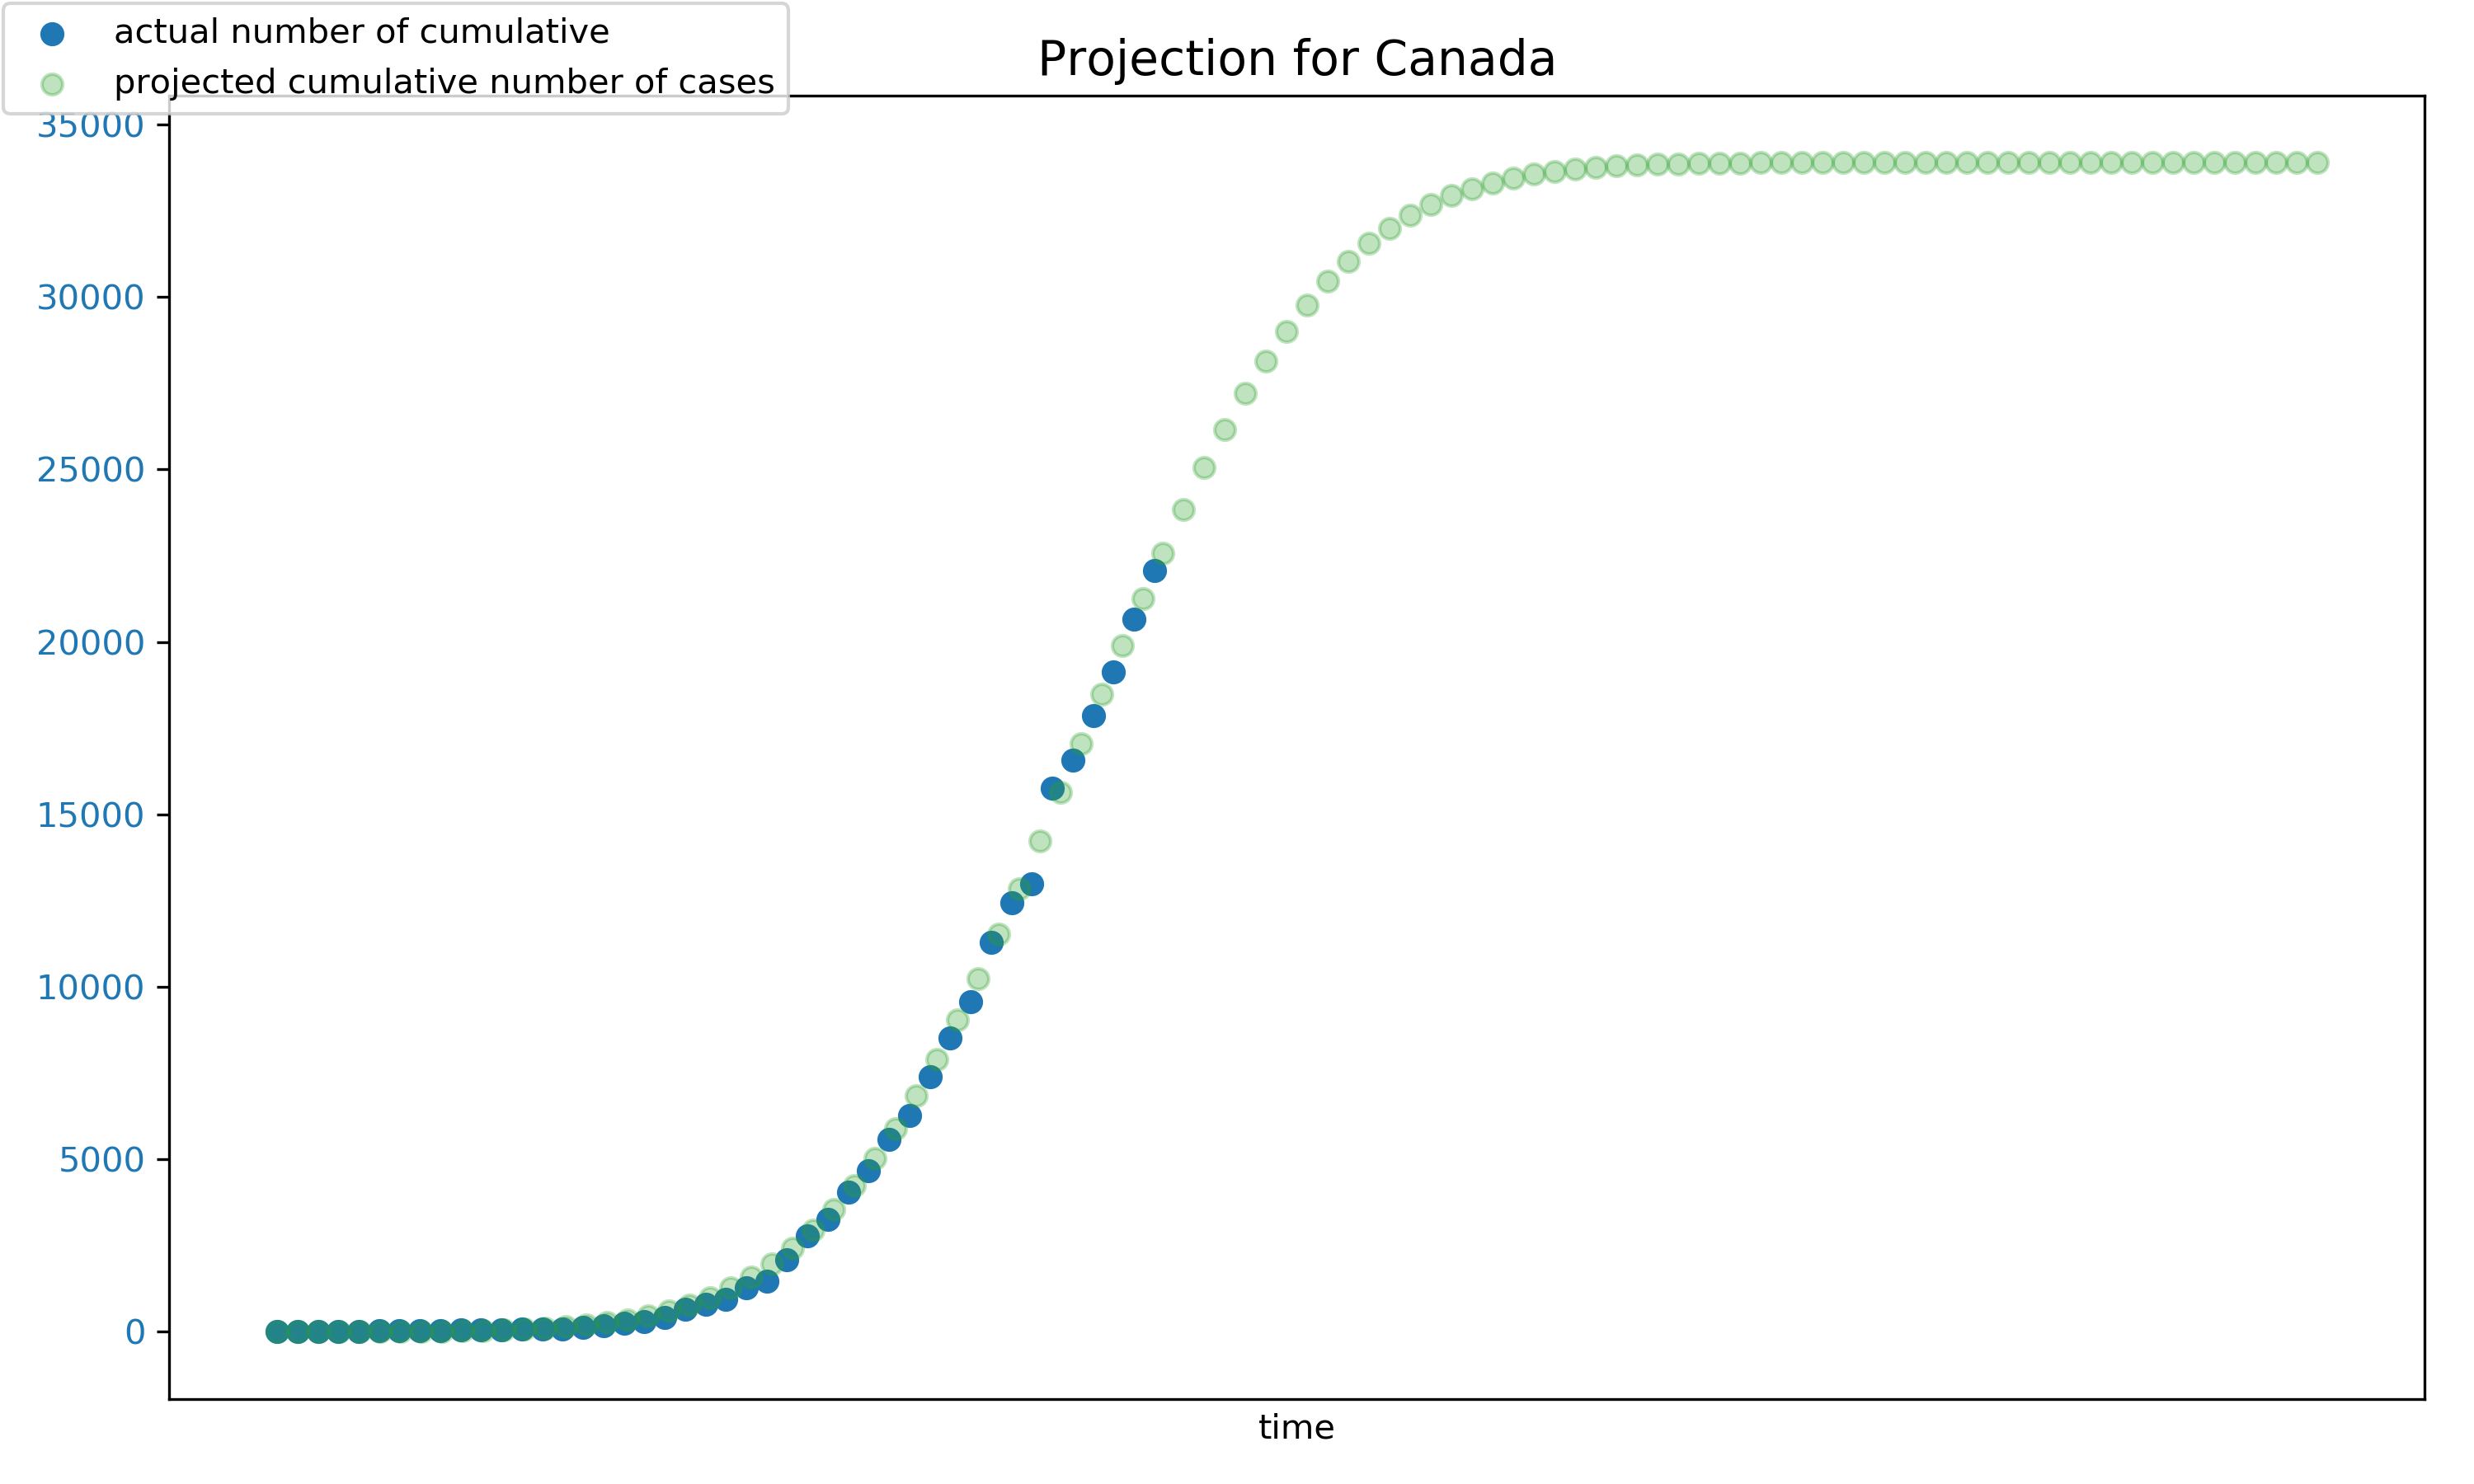 actual number of cumulative
projected cumulative number of cases
Projection for Canada
35000
30000
25000
20000
15000
10000
5000
0
time